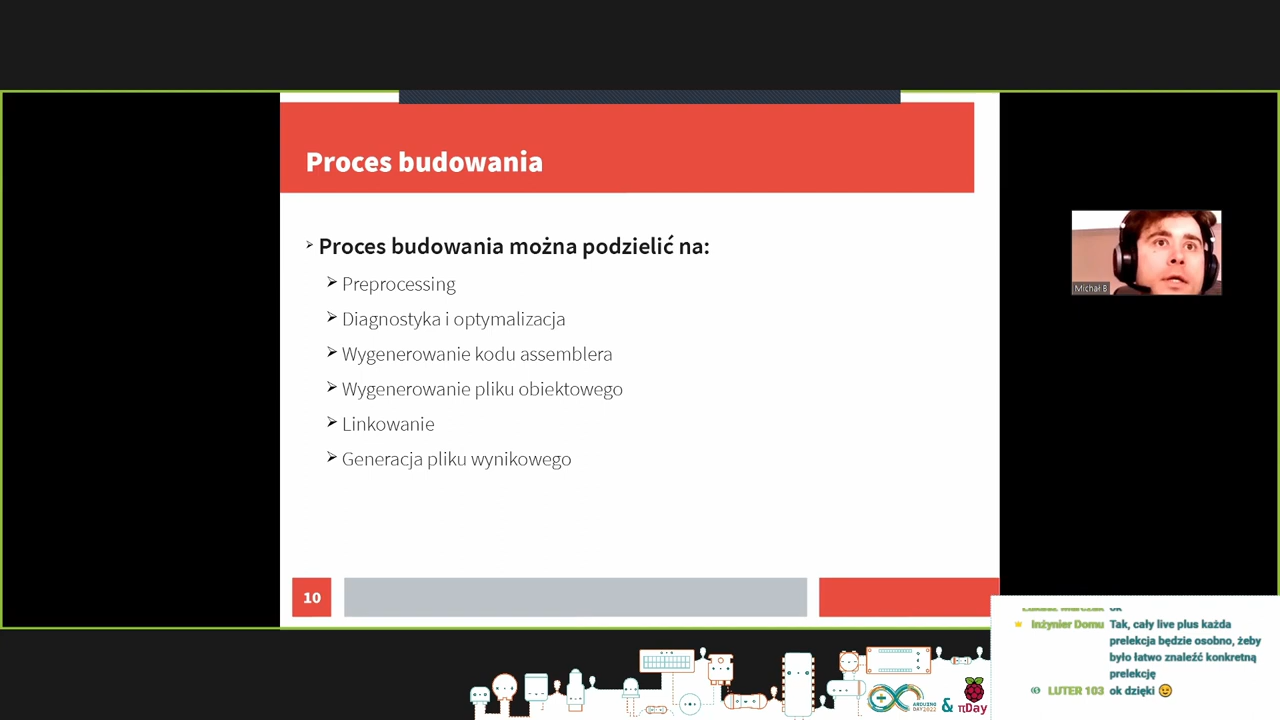 Proces budowania
Proces budowania można podzielić na:
Preprocessing
Diagnostyka i optymalizacja
Wygenerowanie kodu assemblera
Wygenerowanie pliku obiektowego
Linkowanie
Generacja pliku wynikowego
10
Michał B
Inżynier Domu Tak, cały live plus każda
prelekcja będzie osobno, żeby
było łatwo znaleźć konkretną
prelekcję
LUTER 103 ok dzięki 😉
ARDUINO
DAY2022
& πDay